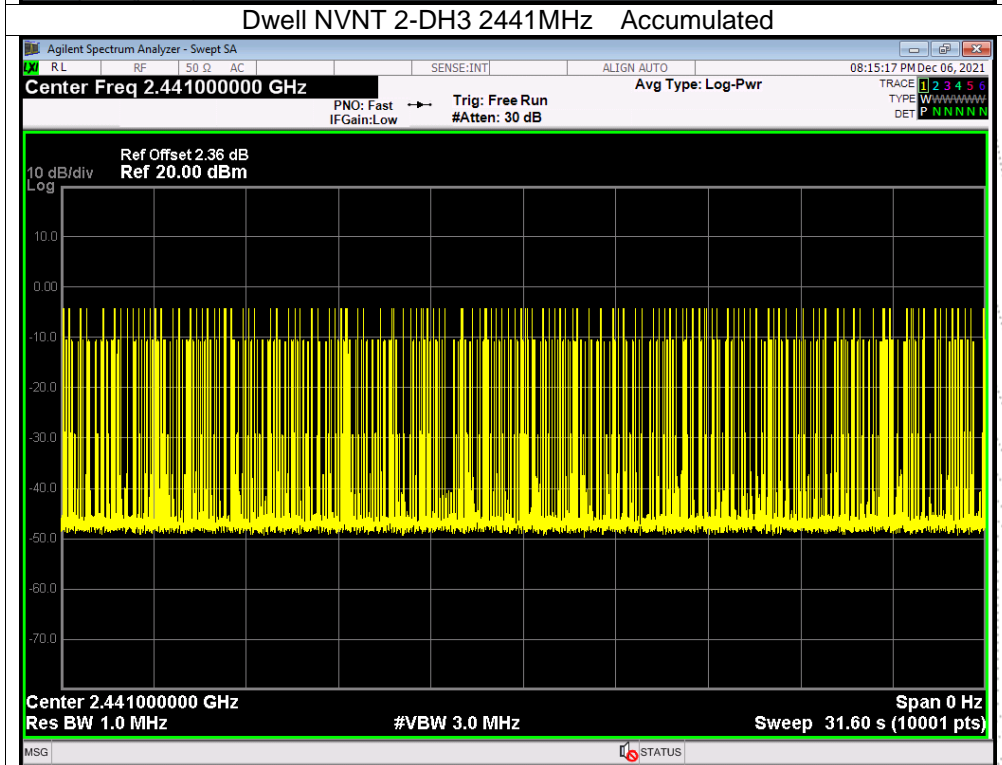 Dwell NVNT 2-DH3 2441MHz Accumulated
Agilent Spectrum Analyzer - Swept SA
LXI RL RF 50 Ω AC SENSE:INT ALIGN AUTO 08:15:17 PM Dec 06, 2021
Center Freq 2.441000000 GHz Avg Type: Log-Pwr TRACE 1 2 3 4 5 6
PNO: Fast Trig: Free Run TYPE WWWWWW
IFGain:Low #Atten: 30 dB DET P N N N N N
Ref Offset 2.36 dB
10 dB/div Ref 20.00 dBm
Log
10.0
0.00
-10.0
-20.0
-30.0
-40.0
-50.0
-60.0
-70.0
Center 2.441000000 GHz Span 0 Hz
Res BW 1.0 MHz #VBW 3.0 MHz Sweep 31.60 s (10001 pts)
MSG STATUS